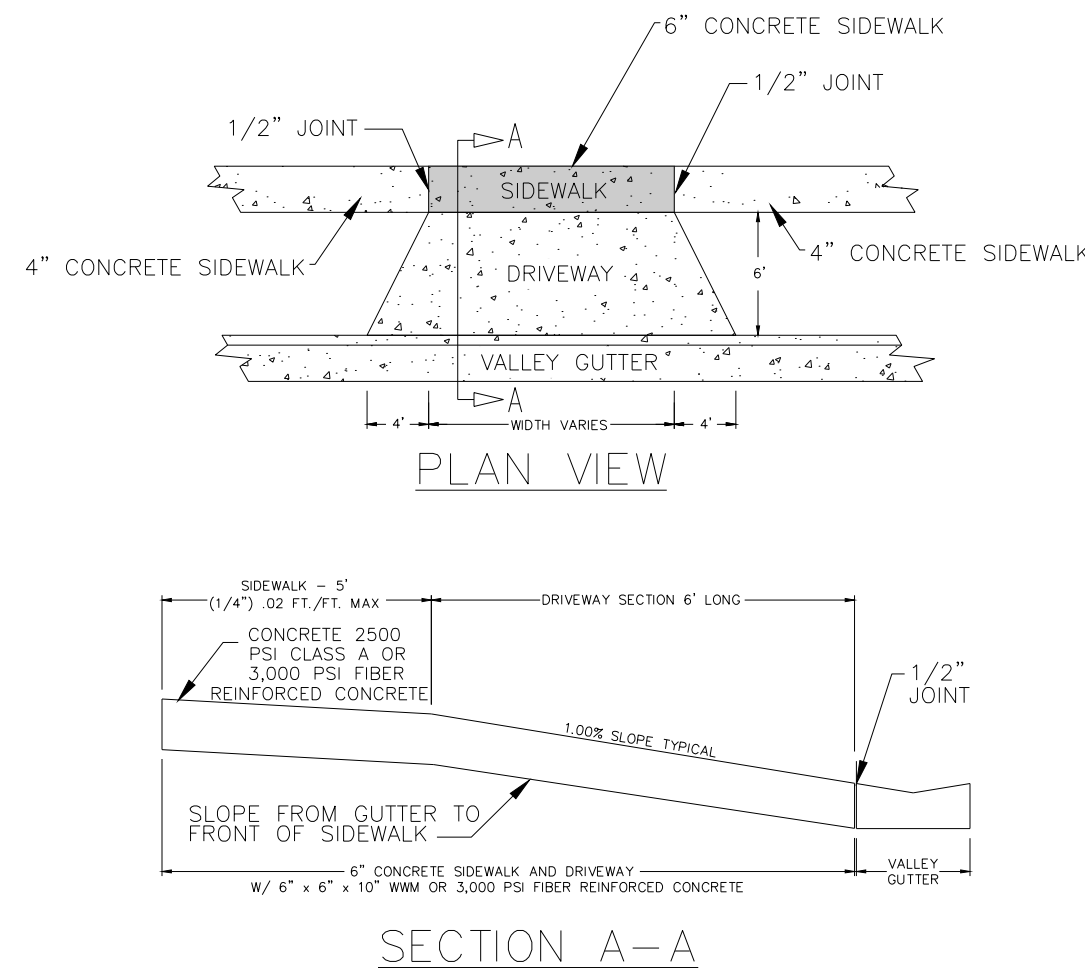 6" CONCRETE SIDEWALK
1/2" JOINT
1/2" JOINT
A
SIDEWALK
4" CONCRETE SIDEWALK
4" CONCRETE SIDEWALK
DRIVEWAY
6'
VALLEY GUTTER
A
4'
WIDTH VARIES
4'
PLAN VIEW
SIDEWALK - 5'
(1/4") .02 FT./FT. MAX
DRIVEWAY SECTION 6' LONG
CONCRETE 2500
PSI CLASS A OR
3,000 PSI FIBER
REINFORCED CONCRETE
1/2"
JOINT
1.00% SLOPE TYPICAL
SLOPE FROM GUTTER TO
FRONT OF SIDEWALK
6" CONCRETE SIDEWALK AND DRIVEWAY
W/ 6" x 6" x 10" WWM OR 3,000 PSI FIBER REINFORCED CONCRETE
VALLEY
GUTTER
SECTION A-A